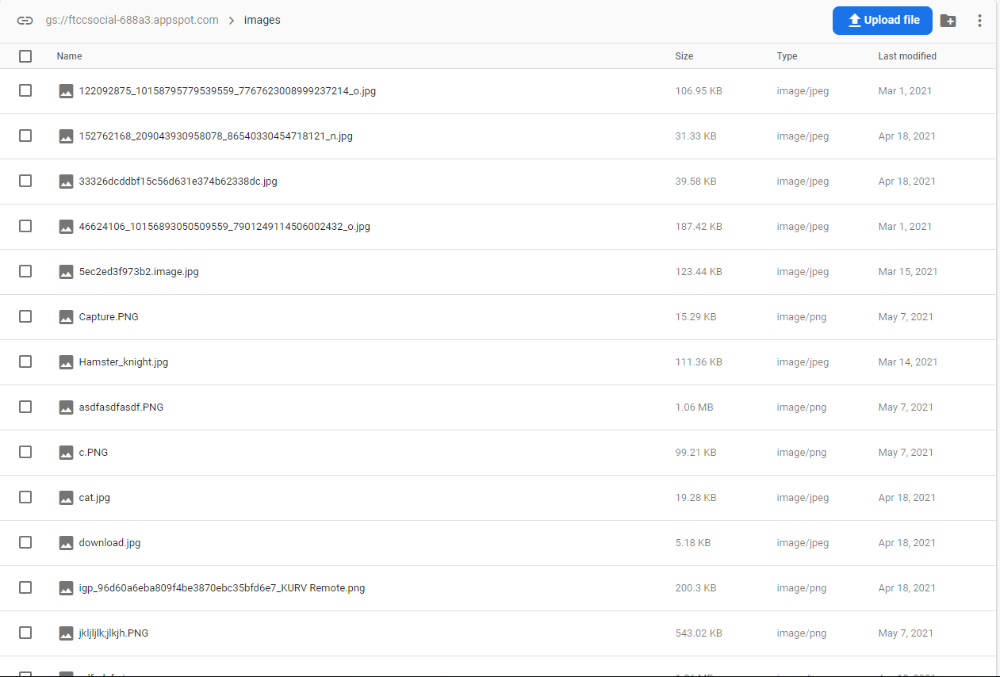 gs://ftccsocial-688a3.appspot.com > images Upload file
Name Size Type Last modified
122092875_10158795779539559_7767623008999237214_o.jpg 106.95 KB image/jpeg Mar 1, 2021
152762168_209043930958078_86540330454718121_n.jpg 31.33 KB image/jpeg Apr 18, 2021
33326dcddbf15c56d631e374b62338dc.jpg 39.58 KB image/jpeg Apr 18, 2021
46624106_10156893050509559_7901249114506002432_o.jpg 187.42 KB image/jpeg Mar 1, 2021
5ec2ed3f973b2.image.jpg 123.44 KB image/jpeg Mar 15, 2021
Capture.PNG 15.29 KB image/png May 7, 2021
Hamster_knight.jpg 111.36 KB image/jpeg Mar 14, 2021
asdfasdfasdf.PNG 1.06 MB image/png May 7, 2021
c.PNG 99.21 KB image/png May 7, 2021
cat.jpg 19.28 KB image/jpeg Apr 18, 2021
download.jpg 5.18 KB image/jpeg Apr 18, 2021
igp_96d60a6eba809f4be3870ebc35bfd6e7_KURV Remote.png 200.3 KB image/png Apr 18, 2021
jkljljlk;jlkjh.PNG 543.02 KB image/png May 7, 2021